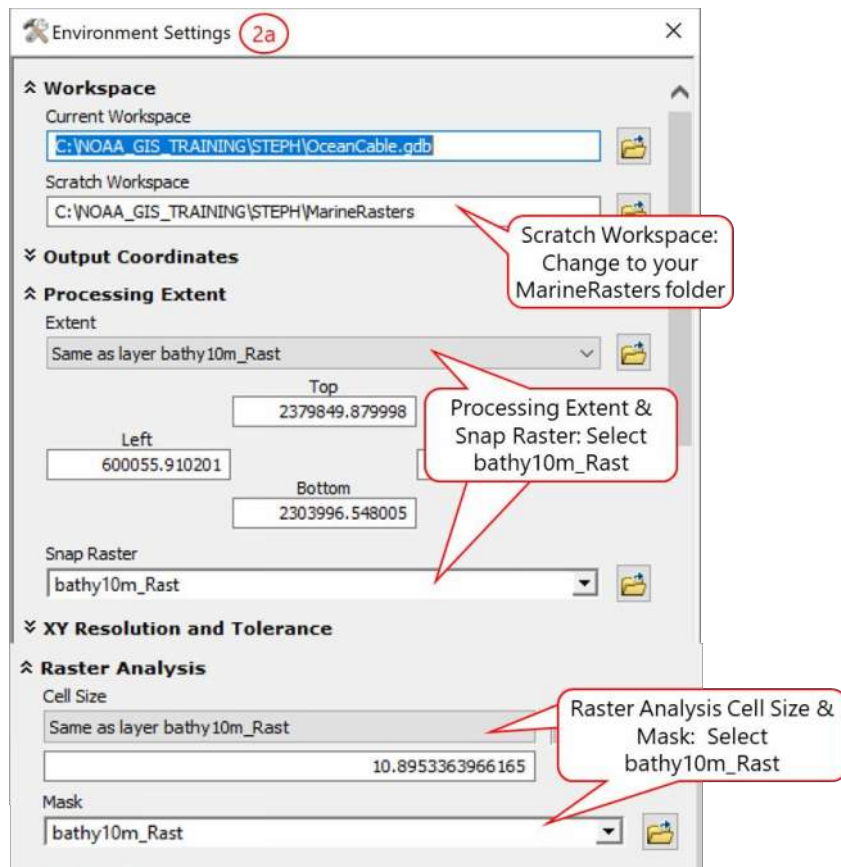 Environment Settings 2a
Workspace
Current Workspace
C:\NOAA_GIS_TRAINING\STEPH\OceanCable.gdb
Scratch Workspace
C:\NOAA_GIS_TRAINING\STEPH\MarineRasters
Scratch Workspace:
Change to your
MarineRasters folder
Output Coordinates
Processing Extent
Extent
Same as layer bathy10m_Rast
Top
2379849.879998
Processing Extent &
Snap Raster: Select
bathy10m_Rast
Left
600055.910201
Bottom
2303996.548005
Snap Raster
bathy10m_Rast
XY Resolution and Tolerance
Raster Analysis
Cell Size
Same as layer bathy10m_Rast
Raster Analysis Cell Size &
Mask: Select
bathy10m_Rast
10.8953363966165
Mask
bathy10m_Rast